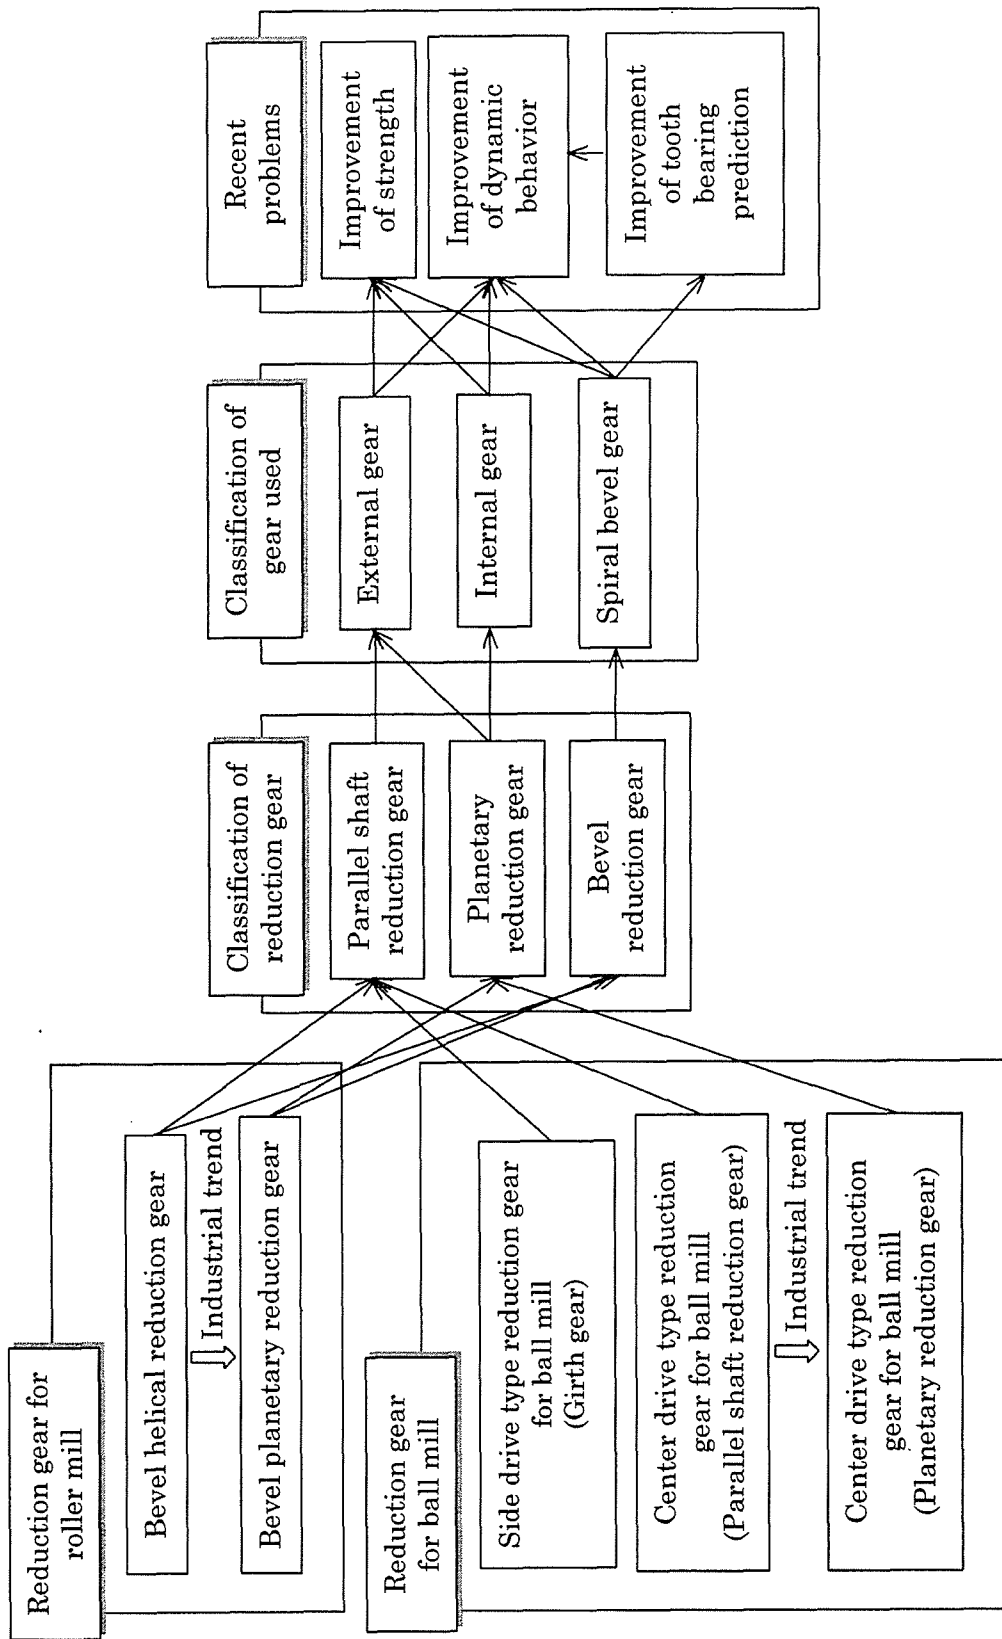 Reduction gear for
roller mill
Bevel helical reduction gear
Industrial trend
Bevel planetary reduction gear
Reduction gear
for ball mill
Side drive type reduction gear
for ball mill
(Girth gear)
Center drive type reduction
gear for ball mill
(Parallel shaft reduction gear)
Industrial trend
Center drive type reduction
gear for ball mill
(Planetary reduction gear)
Classification of
reduction gear
Parallel shaft
reduction gear
Planetary
reduction gear
Bevel
reduction gear
Classification of
gear used
External gear
Internal gear
Spiral bevel gear
Recent
problems
Improvement
of strength
Improvement
of dynamic
behavior
Improvement
of tooth
bearing
prediction